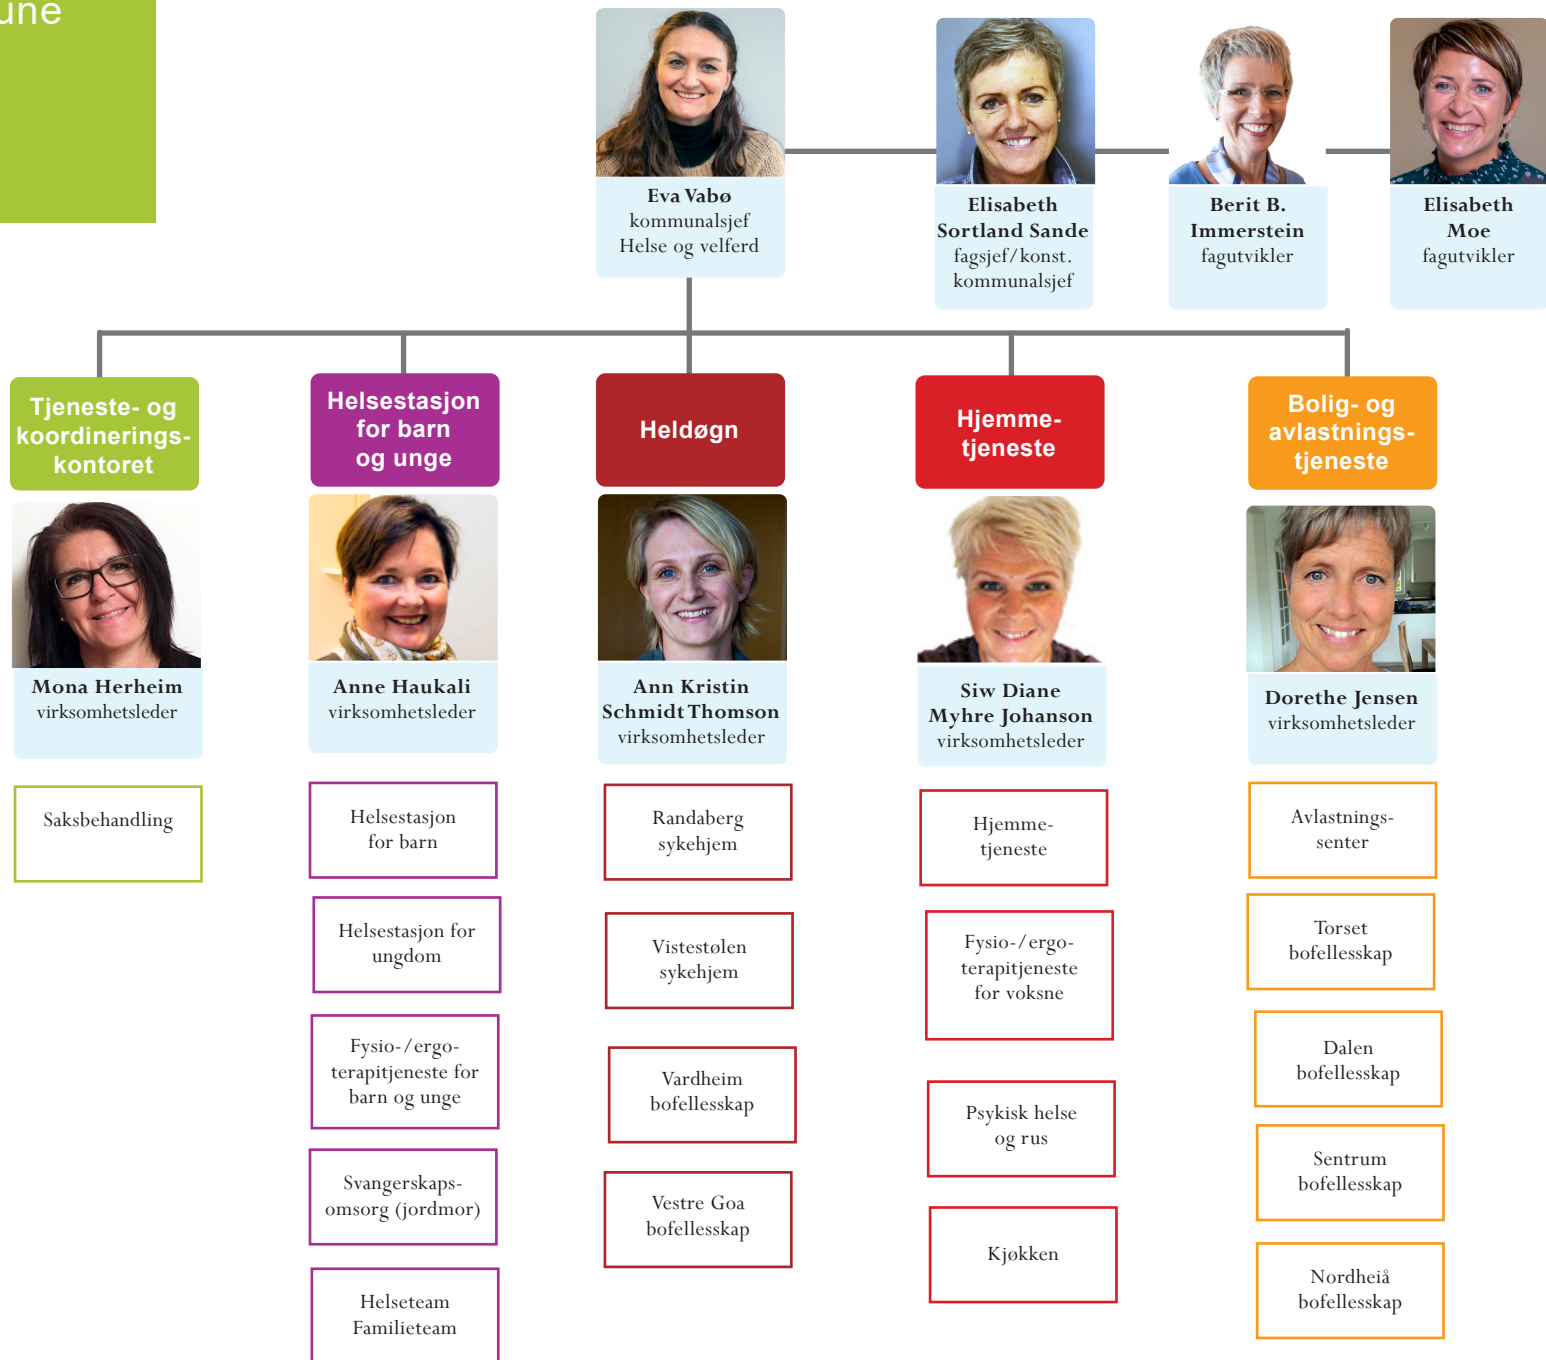 une
Eva Vabø
kommunalsjef
Helse og velferd
Elisabeth
Sortland Sande
fagsjef/konst.
kommunalsjef
Berit B.
Immerstein
fagutvikler
Elisabeth
Moe
fagutvikler
Tjeneste- og
koordinerings-
kontoret
Mona Herheim
virksomhetsleder
Saksbehandling
Helsestasjon
for barn
og unge
Anne Haukali
virksomhetsleder
Helsestasjon
for barn
Helsestasjon for
ungdom
Fysio-/ergo-
terapitjeneste for
barn og unge
Svangerskaps-
omsorg (jordmor)
Helseteam
Familieteam
Heldøgn
Ann Kristin
Schmidt Thomson
virksomhetsleder
Randaberg
sykehjem
Vistestølen
sykehjem
Vardheim
bofellesskap
Vestre Goa
bofellesskap
Hjemme-
tjeneste
Siw Diane
Myhre Johanson
virksomhetsleder
Hjemme-
tjeneste
Fysio-/ergo-
terapitjeneste
for voksne
Psykisk helse
og rus
Kjøkken
Bolig- og
avlastnings-
tjeneste
Dorethe Jensen
virksomhetsleder
Avlastnings-
senter
Torset
bofellesskap
Dalen
bofellesskap
Sentrum
bofellesskap
Nordheiå
bofellesskap